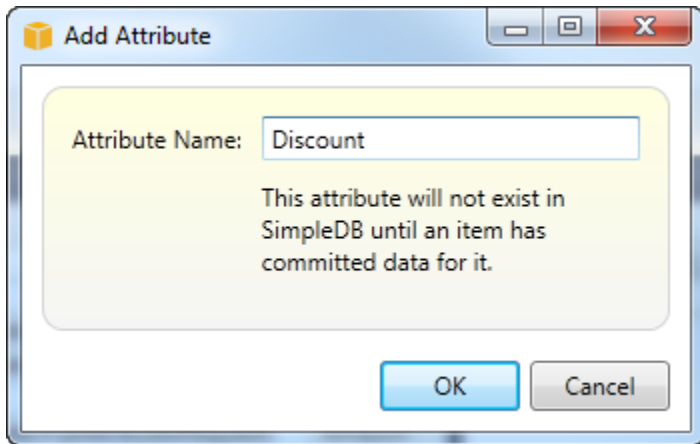 Add Attribute
Attribute Name: Discount
This attribute will not exist in
SimpleDB until an item has
committed data for it.
OK Cancel